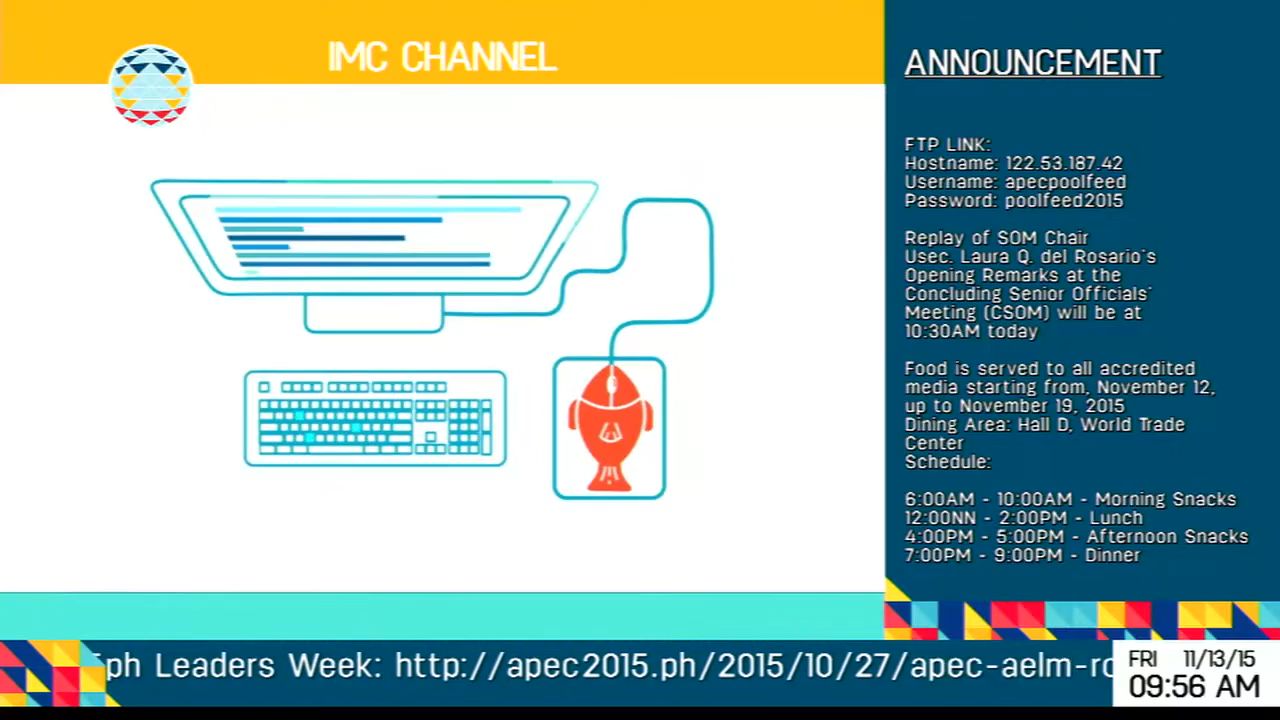 IMC CHANNEL
ANNOUNCEMENT
FTP LINK:
Hostname: 122.53.187.42
Username: apecpoolfeed
Password: poolfeed2015
Replay of SOM Chair
Usec. Laura Q. del Rosario's
Opening Remarks at the
Concluding Senior Officials'
Meeting (CSOM) will be at
10:30AM today
Food is served to all accredited
media starting from, November 12,
up to November 19, 2015
Dining Area: Hall D, World Trade
Center
Schedule:
6:00AM - 10:00AM - Morning Snacks
12:00NN - 2:00PM - Lunch
4:00PM - 5:00PM - Afternoon Snacks
7:00PM - 9:00PM - Dinner
ph Leaders Week: http://apec2015.ph/2015/10/27/apec-aelm-r
FRI 11/13/15
09:56 AM